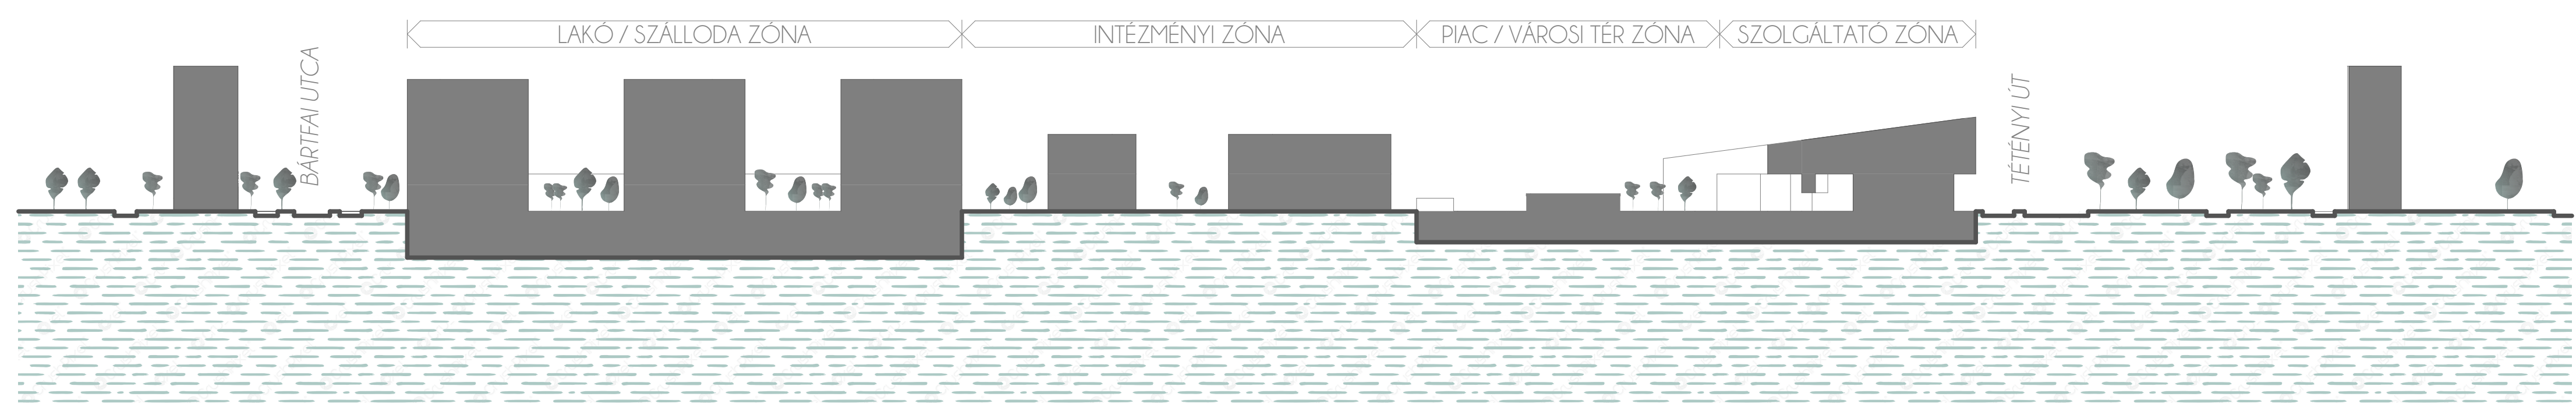 LAKÓ / SZÁLLODA ZÓNA
INTÉZMÉNYI ZÓNA
PIAC / VÁROSI TÉR ZÓNA
SZOLGÁLTATÓ ZÓNA
BÁRTFAI UTCA
TÉTÉNYI ÚT